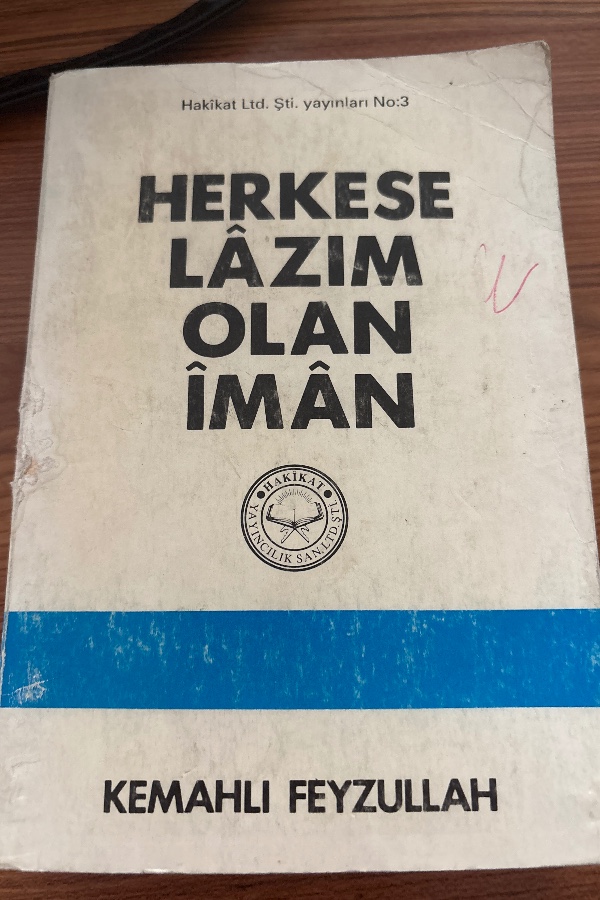 Hakîkat Ltd. Şti. yayınları No:3
HERKESE
LÂZIM
OLAN
ÎMÂN
HAKÎKAT
YAYINCILIK SAN.LTD.ŞTİ.
KEMAHLI FEYZULLAH